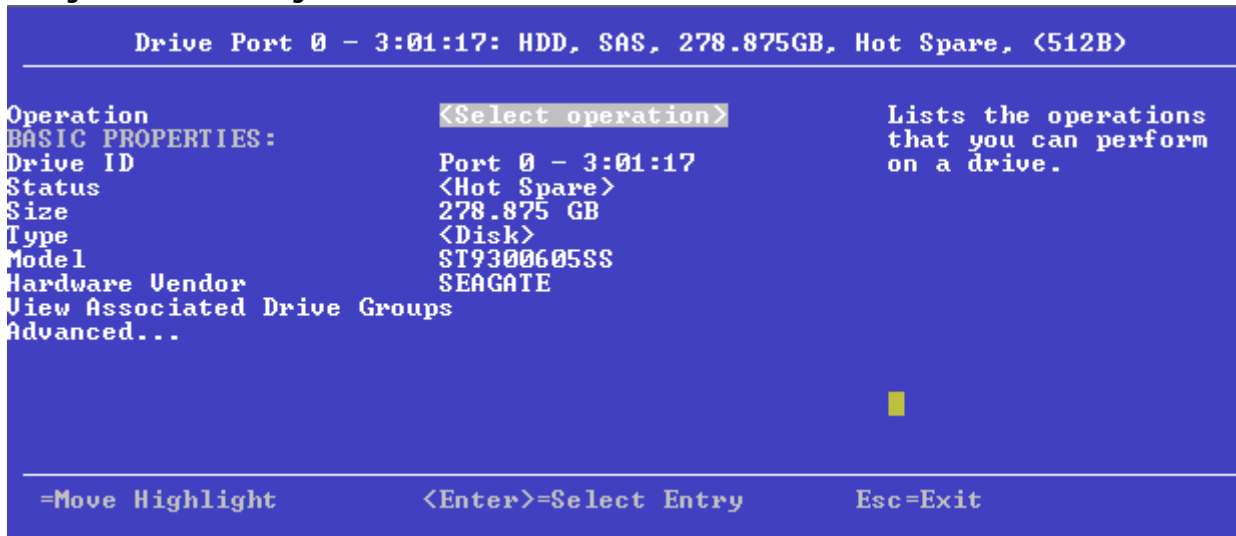 Drive Port 0 - 3:01:17: HDD, SAS, 278.875GB, Hot Spare, (512B)
Operation <Select operation> Lists the operations
BASIC PROPERTIES: that you can perform
Drive ID Port 0 - 3:01:17 on a drive.
Status <Hot Spare>
Size 278.875 GB
Type <Disk>
Model ST9300605SS
Hardware Vendor SEAGATE
View Associated Drive Groups
Advanced...
=Move Highlight <Enter>=Select Entry Esc=Exit